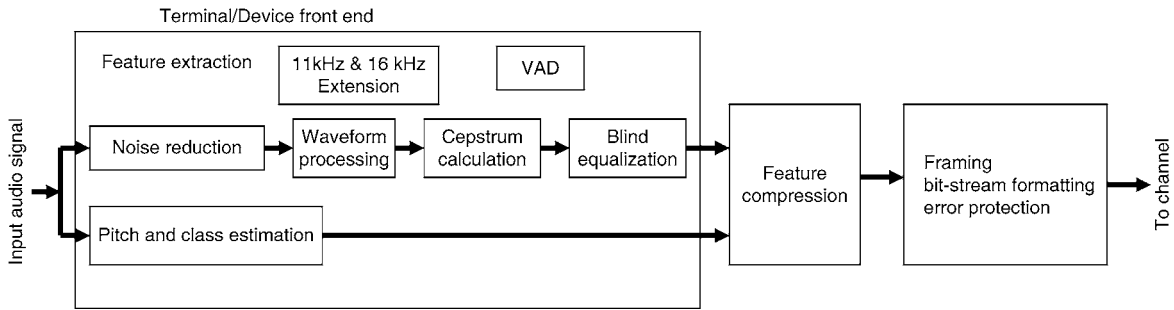 Terminal/Device front end
Feature extraction
11kHz & 16 kHz
Extension
VAD
Input audio signal
Noise reduction
Waveform
processing
Cepstrum
calculation
Blind
equalization
Pitch and class estimation
Feature
compression
Framing
bit-stream formatting
error protection
To channel